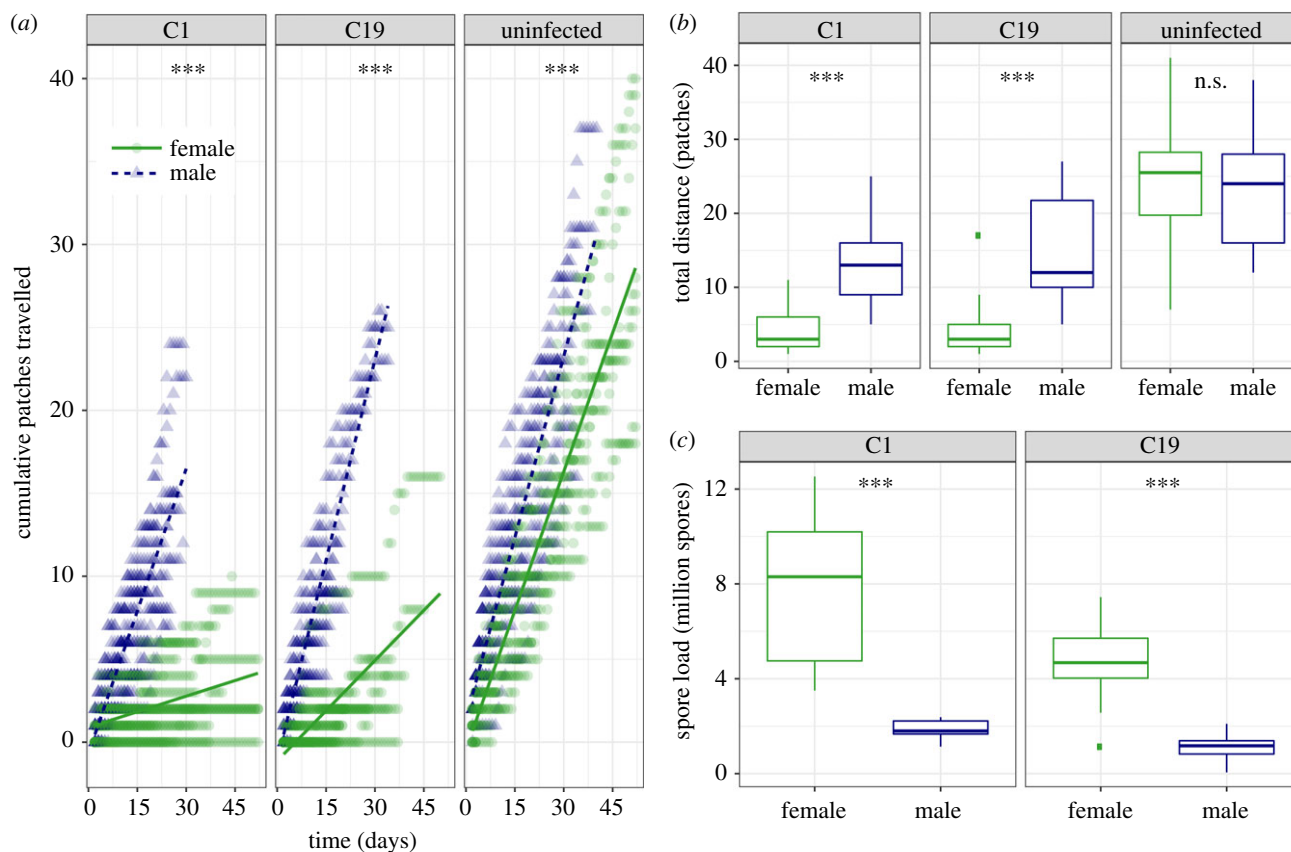 (a)
C1
C19
uninfected
***
***
***
female
male
cumulative patches travelled
40
30
20
10
0
0 15 30 45
0 15 30 45
0 15 30 45
time (days)
(b)
C1
C19
uninfected
***
***
n.s.
total distance (patches)
40
30
20
10
0
female male
female male
female male
(c)
C1
C19
***
***
spore load (million spores)
12
8
4
0
female male
female male